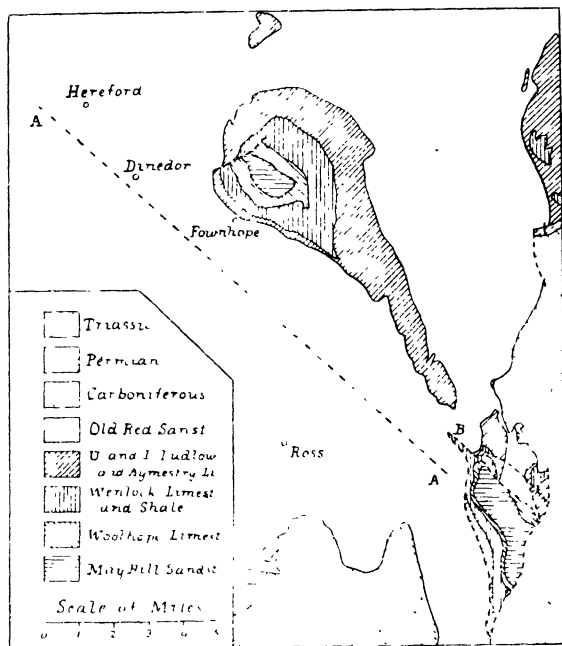 Hereford
A
Dinedor
Fownhope
B
Ross
A
Triassic
Permian
Carboniferous
Old Red Sanst
U and L Ludlow
and Aymestry Li
Wenlock Limest
and Shale
Woolhope Limest
May Hill Sandst
Scale of Miles
0 1 2 3 4 5